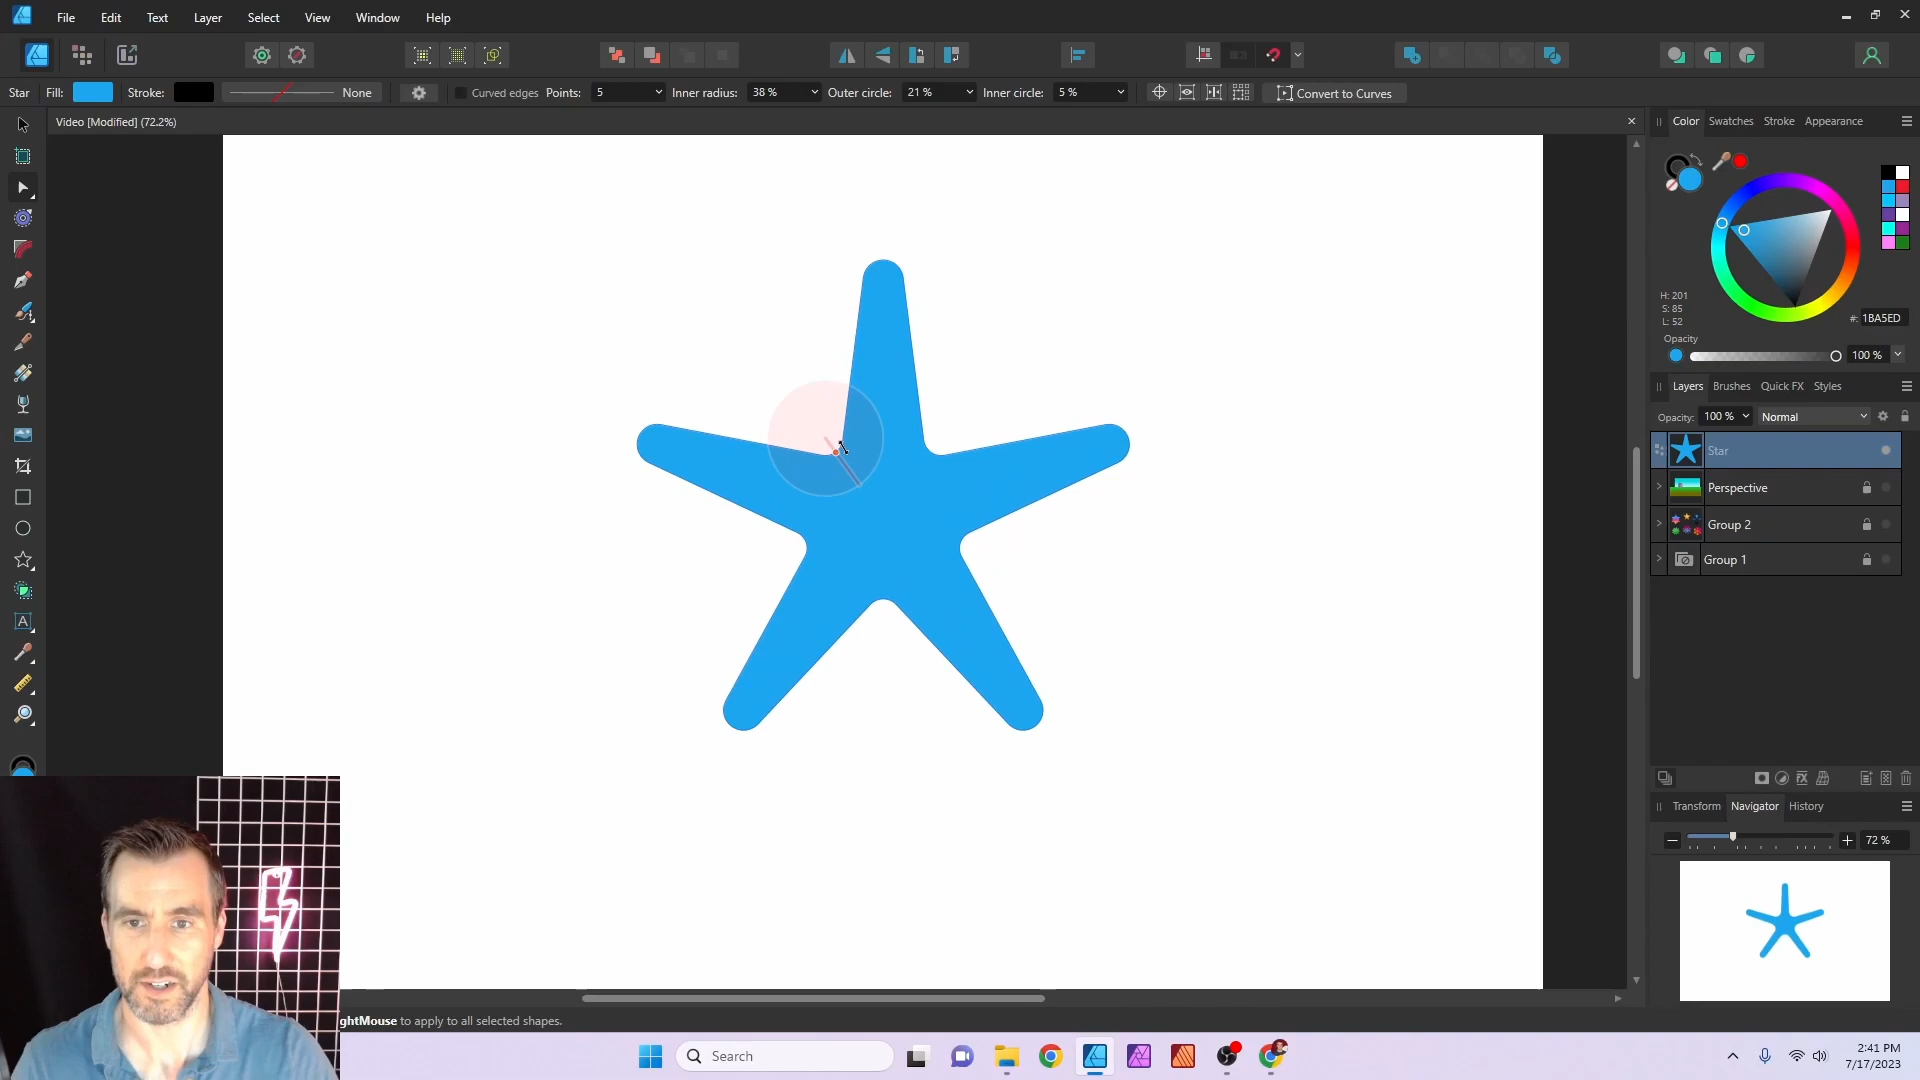 File Edit Text Layer Select View Window Help
Star Fill: Stroke: None Curved edges Points: 5 Inner radius: 38 % Outer circle: 21 % Inner circle: 5 % Convert to Curves
Video [Modified] (72.2%)
Color Swatches Stroke Appearance
H: 201
S: 85
L: 52
#: 1BA5ED
Opacity
100 %
Layers Brushes Quick FX Styles
Opacity: 100 % Normal
Star
Perspective
Group 2
Group 1
Transform Navigator History
72 %
A
ghtMouse to apply to all selected shapes.
Search
2:41 PM
7/17/2023